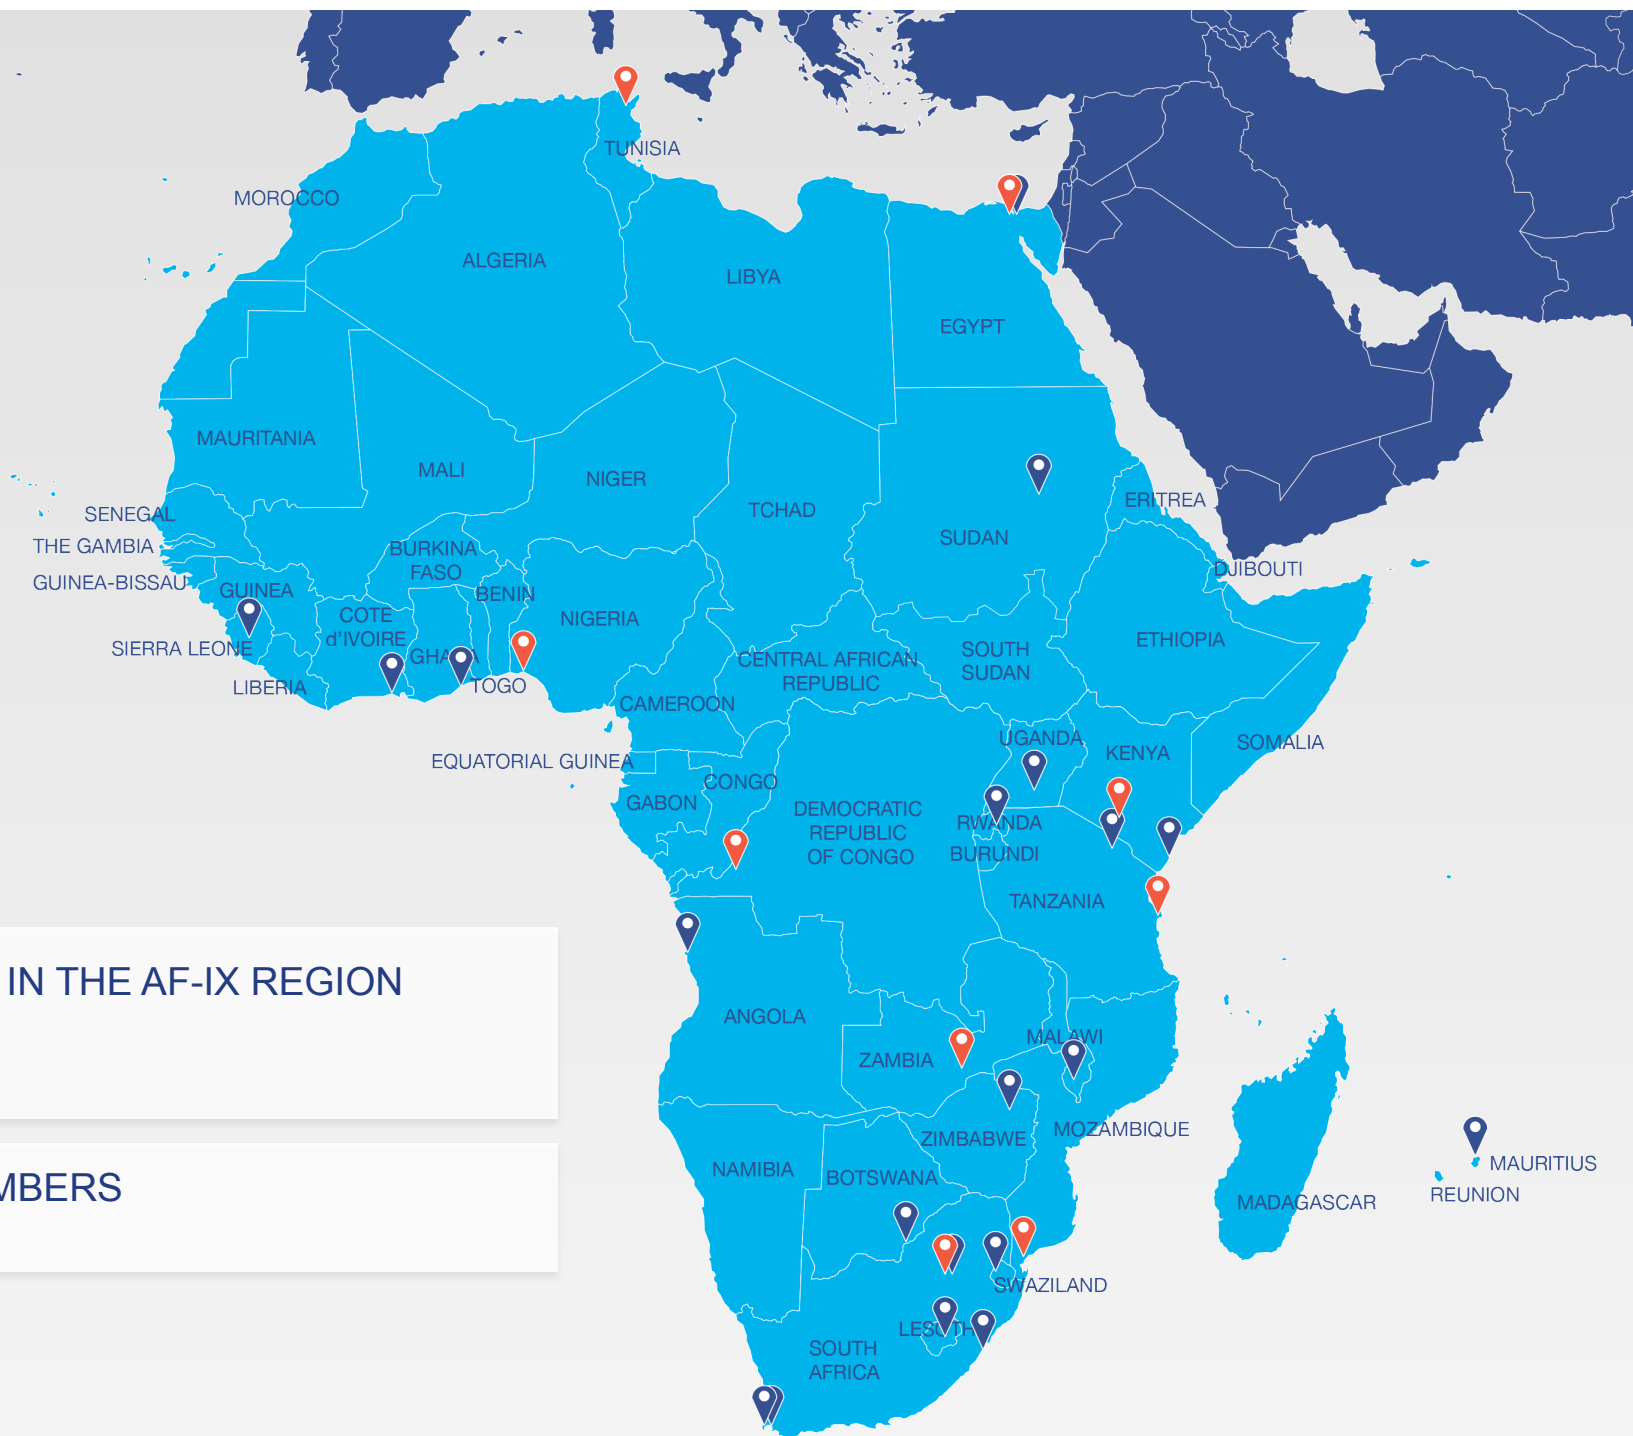 TUNISIA
MOROCCO
ALGERIA
LIBYA
EGYPT
MAURITANIA
MALI
NIGER
TCHAD
SUDAN
ERITREA
SENEGAL
THE GAMBIA
GUINEA-BISSAU
GUINEA
BURKINA
FASO
BENIN
NIGERIA
DJIBOUTI
COTE
d'IVOIRE
SIERRA LEONE
LIBERIA
GHANA
TOGO
CENTRAL AFRICAN
REPUBLIC
SOUTH
SUDAN
ETHIOPIA
CAMEROON
EQUATORIAL GUINEA
GABON
CONGO
DEMOCRATIC
REPUBLIC
OF CONGO
UGANDA
KENYA
SOMALIA
RWANDA
BURUNDI
TANZANIA
IN THE AF-IX REGION
ANGOLA
ZAMBIA
MALAWI
MOZAMBIQUE
ZIMBABWE
NAMIBIA
BOTSWANA
MADAGASCAR
MAURITIUS
REUNION
MBERS
SWAZILAND
LESOTHO
SOUTH
AFRICA